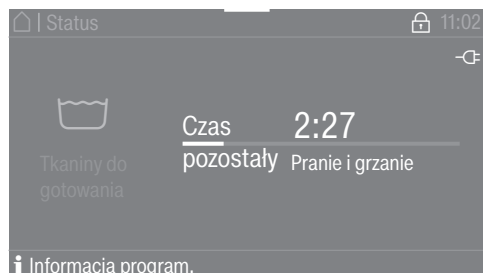 | Status
11:02
Tkaniny do
gotowania
Czas
pozostały
2:27
Pranie i grzanie
i Informacja program.